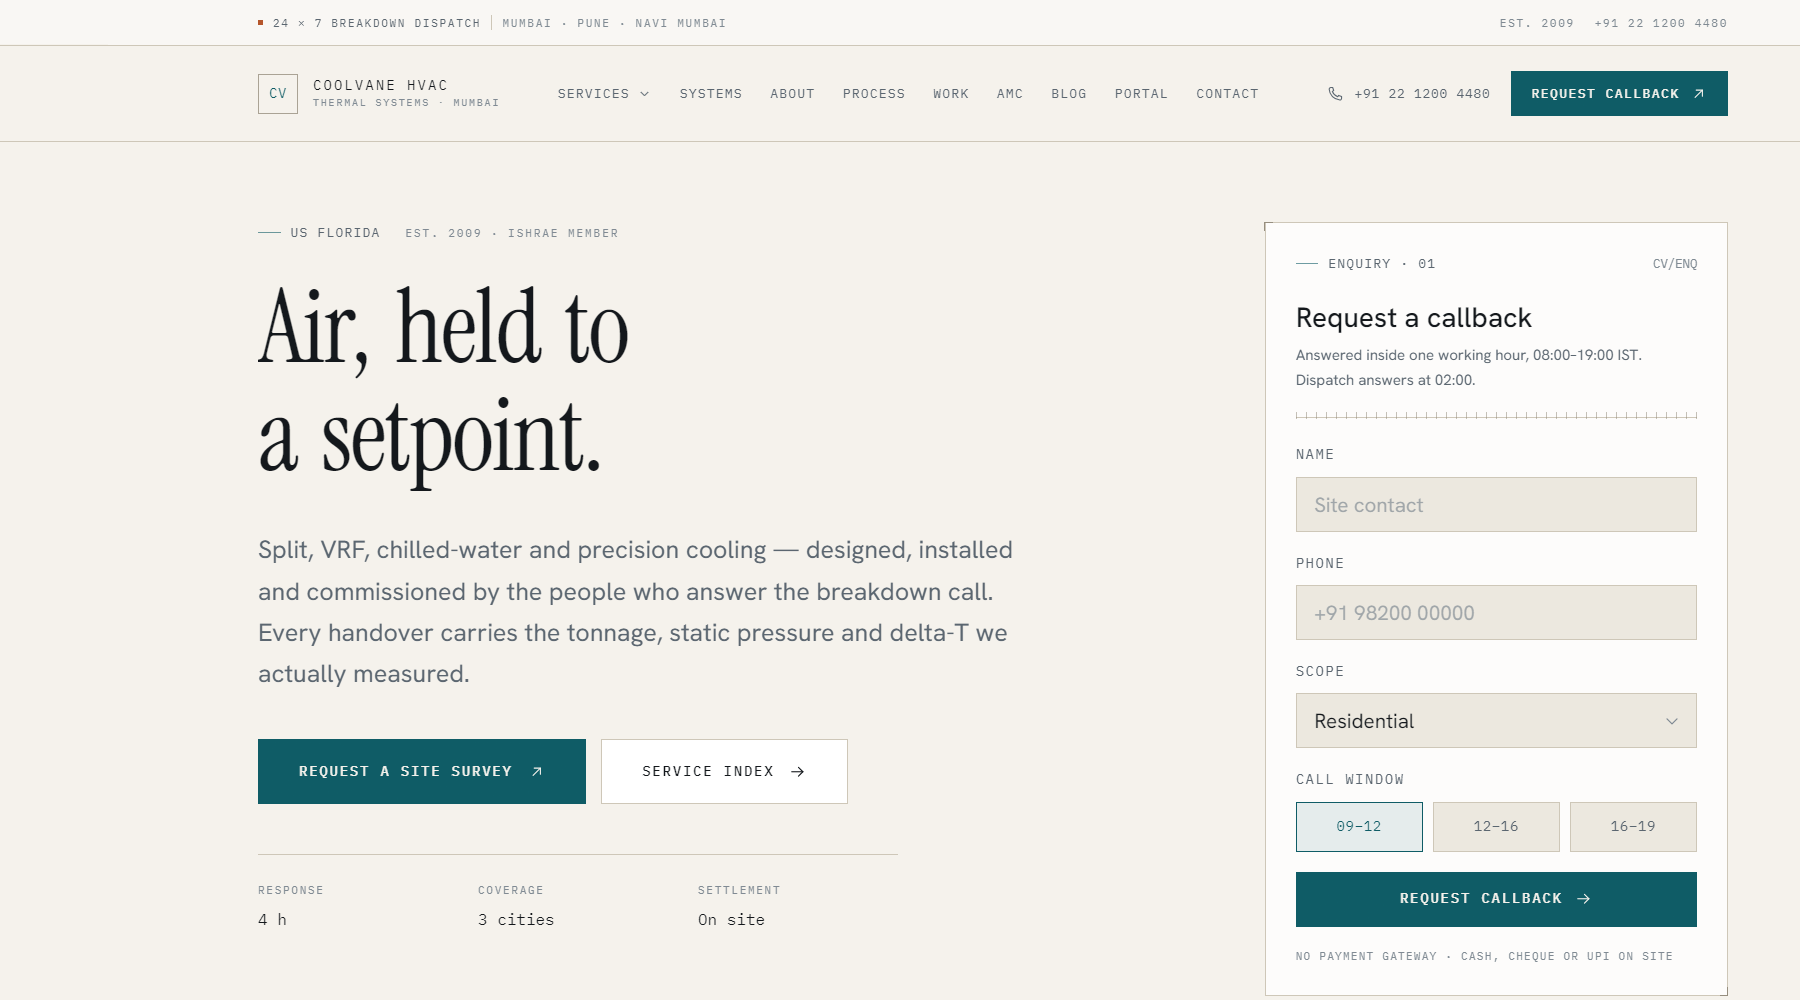 24 × 7 BREAKDOWN DISPATCH
MUMBAI · PUNE · NAVI MUMBAI
EST. 2009
+91 22 1200 4480
CV
COOLVANE HVAC
THERMAL SYSTEMS · MUMBAI
SERVICES
SYSTEMS
ABOUT
PROCESS
WORK
AMC
BLOG
PORTAL
CONTACT
+91 22 1200 4480
REQUEST CALLBACK
US FLORIDA
EST. 2009 · ISHRAE MEMBER
Air, held to
a setpoint.
Split, VRF, chilled-water and precision cooling — designed, installed
and commissioned by the people who answer the breakdown call.
Every handover carries the tonnage, static pressure and delta-T we
actually measured.
REQUEST A SITE SURVEY
SERVICE INDEX
RESPONSE
4 h
COVERAGE
3 cities
SETTLEMENT
On site
ENQUIRY · 01
CV/ENQ
Request a callback
Answered inside one working hour, 08:00–19:00 IST.
Dispatch answers at 02:00.
NAME
Site contact
PHONE
+91 98200 00000
SCOPE
Residential
CALL WINDOW
09–12
12–16
16–19
REQUEST CALLBACK
NO PAYMENT GATEWAY · CASH, CHEQUE OR UPI ON SITE